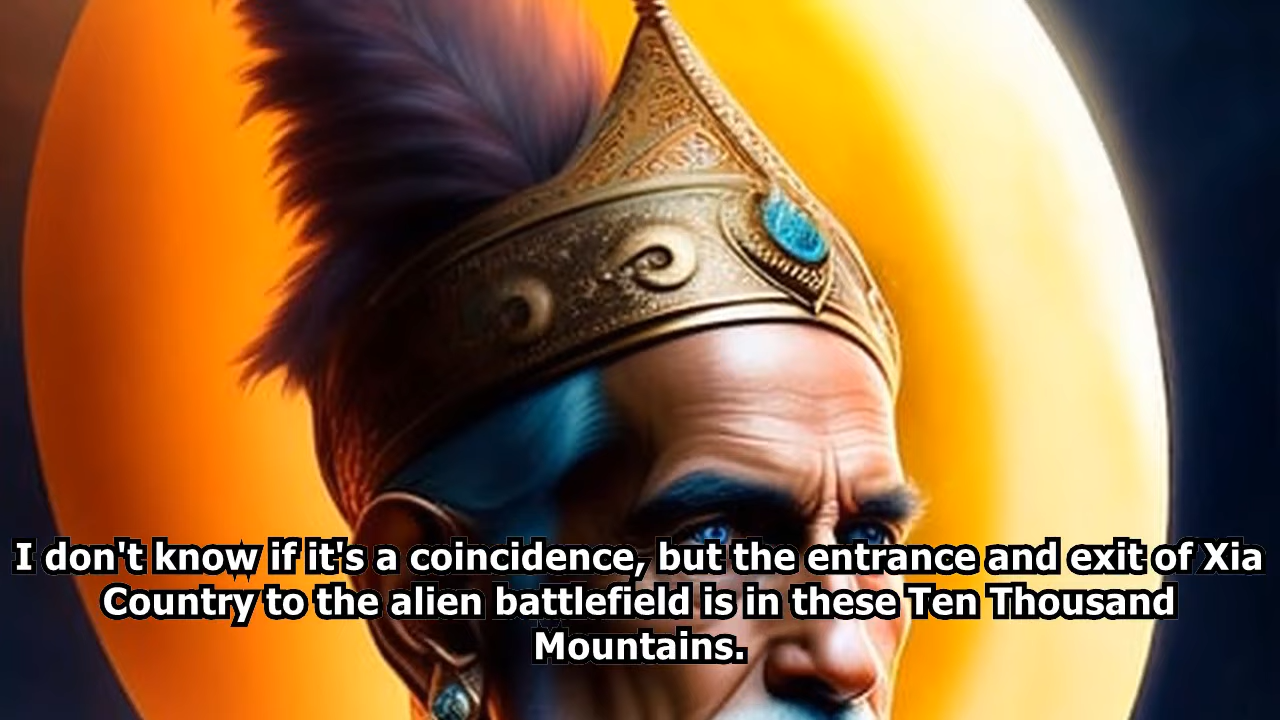 I don't know if it's a coincidence, but the entrance and exit of Xia
Country to the alien battlefield is in these Ten Thousand
Mountains.